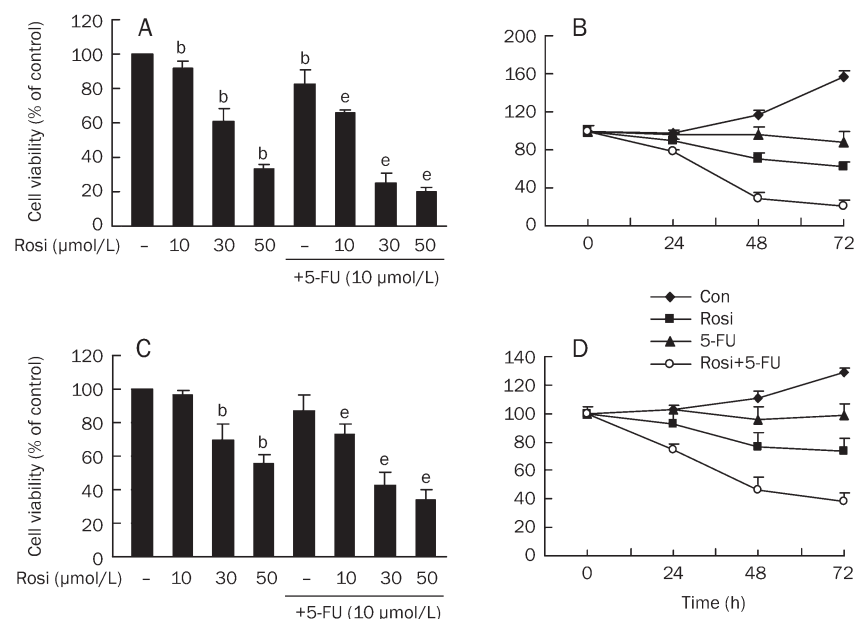 A
Cell viability (% of control)
120
100
80
60
40
20
0
b
b
b
b
e
e
e
Rosi (µmol/L) – 10 30 50 – 10 30 50
+5-FU (10 µmol/L)
B
200
160
120
80
40
0
0 24 48 72
Con
Rosi
5-FU
Rosi+5-FU
C
Cell viability (% of control)
120
100
80
60
40
20
0
b
b
e
e
e
Rosi (µmol/L) – 10 30 50 – 10 30 50
+5-FU (10 µmol/L)
D
140
120
100
80
60
40
20
0
0 24 48 72
Time (h)